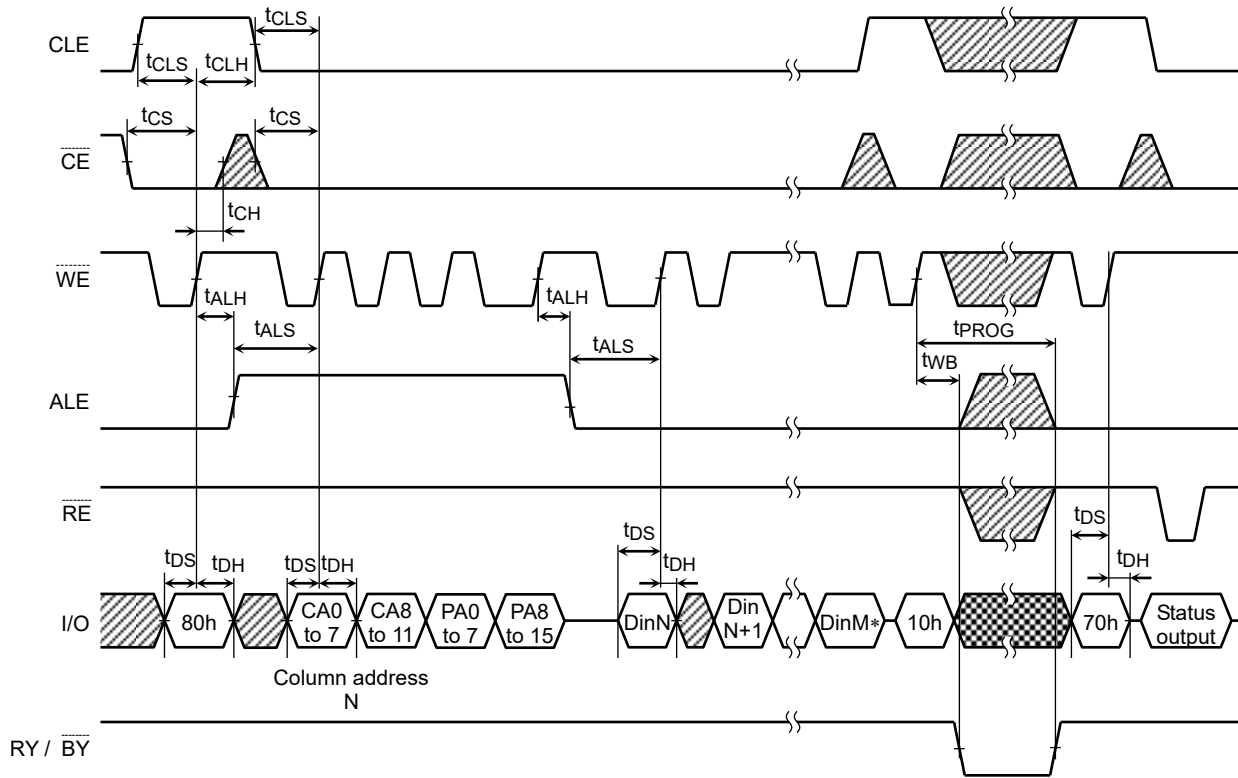 CLE
tCLS
tCLS
tCLH
CE
tCS
tCS
tCH
WE
tALH
tALS
tALH
tALS
tPROG
tWB
ALE
RE
tDS
tDH
tDS
tDH
tDS
tDH
tDS
tDH
I/O
80h
CA0
to 7
CA8
to 11
PA0
to 7
PA8
to 15
DinN
Din
N+1
DinM*
10h
70h
Status
output
Column address
N
RY / BY